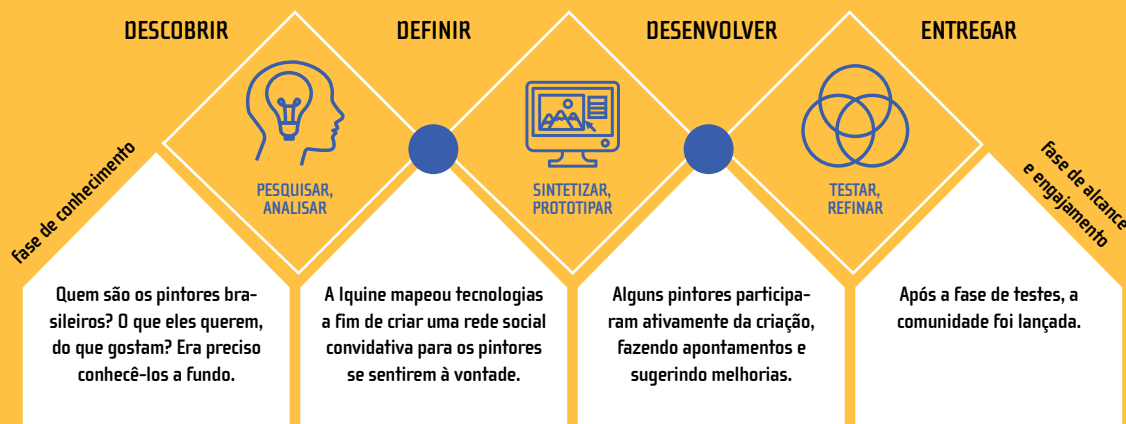 DESCOBRIR
DEFINIR
DESENVOLVER
ENTREGAR
fase de conhecimento
PESQUISAR,
ANALISAR
SINTETIZAR,
PROTOTIPAR
TESTAR,
REFINAR
fase de alcance
e engajamento
Quem são os pintores bra-
sileiros? O que eles querem,
do que gostam? Era preciso
conhecê-los a fundo.
A Iquine mapeou tecnologias
a fim de criar uma rede social
convidativa para os pintores
se sentirem à vontade.
Alguns pintores participa-
ram ativamente da criação,
fazendo apontamentos e
sugerindo melhorias.
Após a fase de testes, a
comunidade foi lançada.